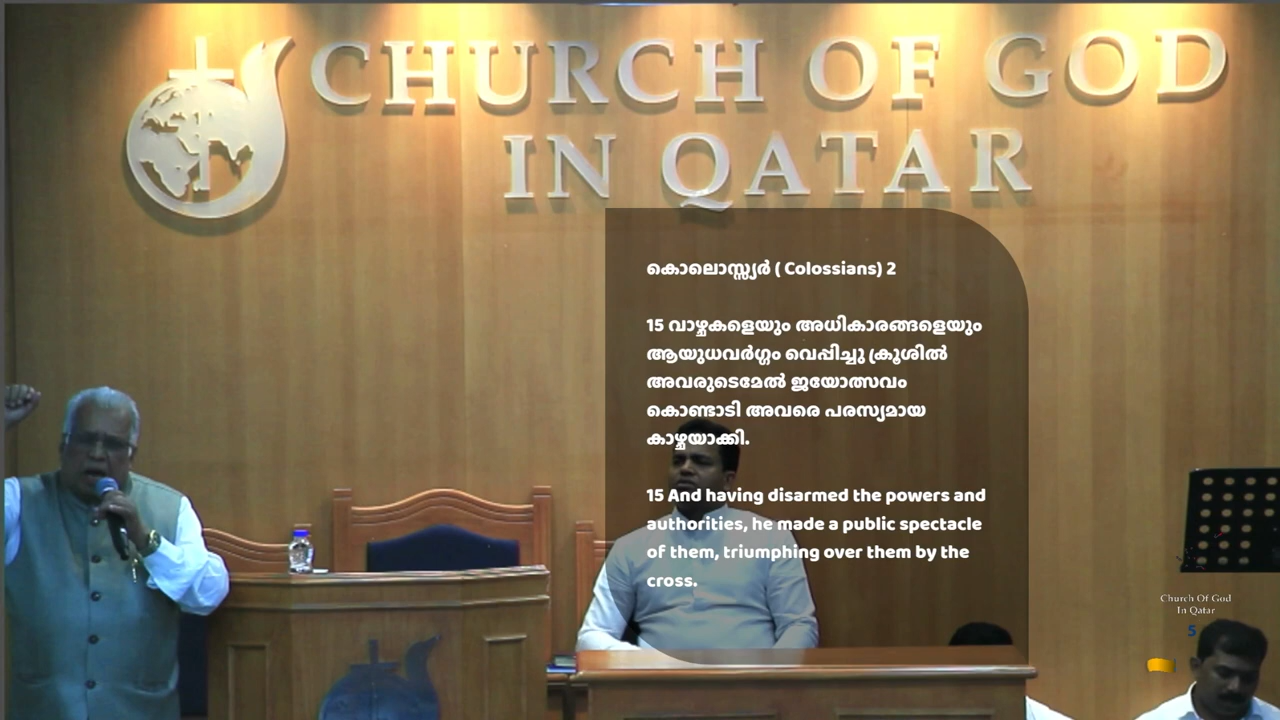 CHURCH OF GOD
IN QATAR
കൊലൊസ്സ്യർ ( Colossians) 2
15 വാഴ്ചകളെയും അധികാരങ്ങളെയും
ആയുധവർഗ്ഗം വെപ്പിച്ചു ക്രൂശിൽ
അവരുടെമേൽ ജയോത്സവം
കൊണ്ടാടി അവരെ പരസ്യമായ
കാഴ്ചയാക്കി.
15 And having disarmed the powers and
authorities, he made a public spectacle
of them, triumphing over them by the
cross.
Church Of God
In Qatar
5